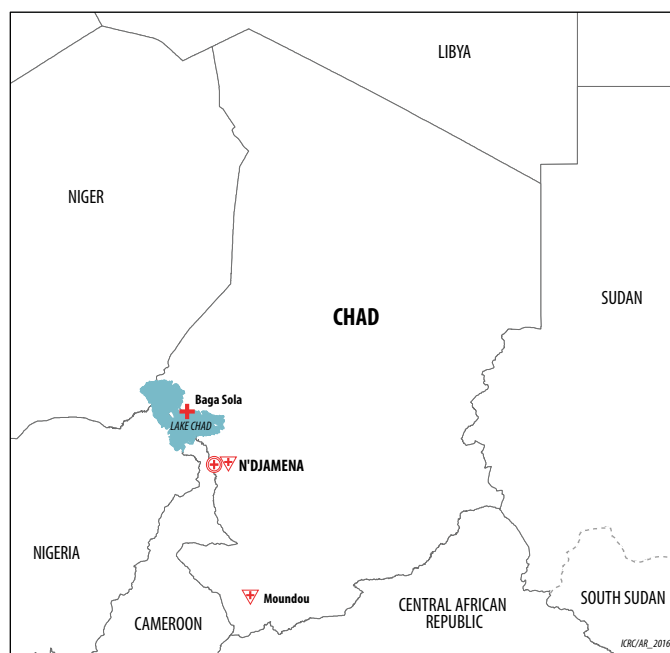 LIBYA
NIGER
SUDAN
CHAD
Baga Sola
LAKE CHAD
N'DJAMENA
NIGERIA
Moundou
CAMEROON
CENTRAL AFRICAN
REPUBLIC
SOUTH SUDAN
ICRC/AR_2016